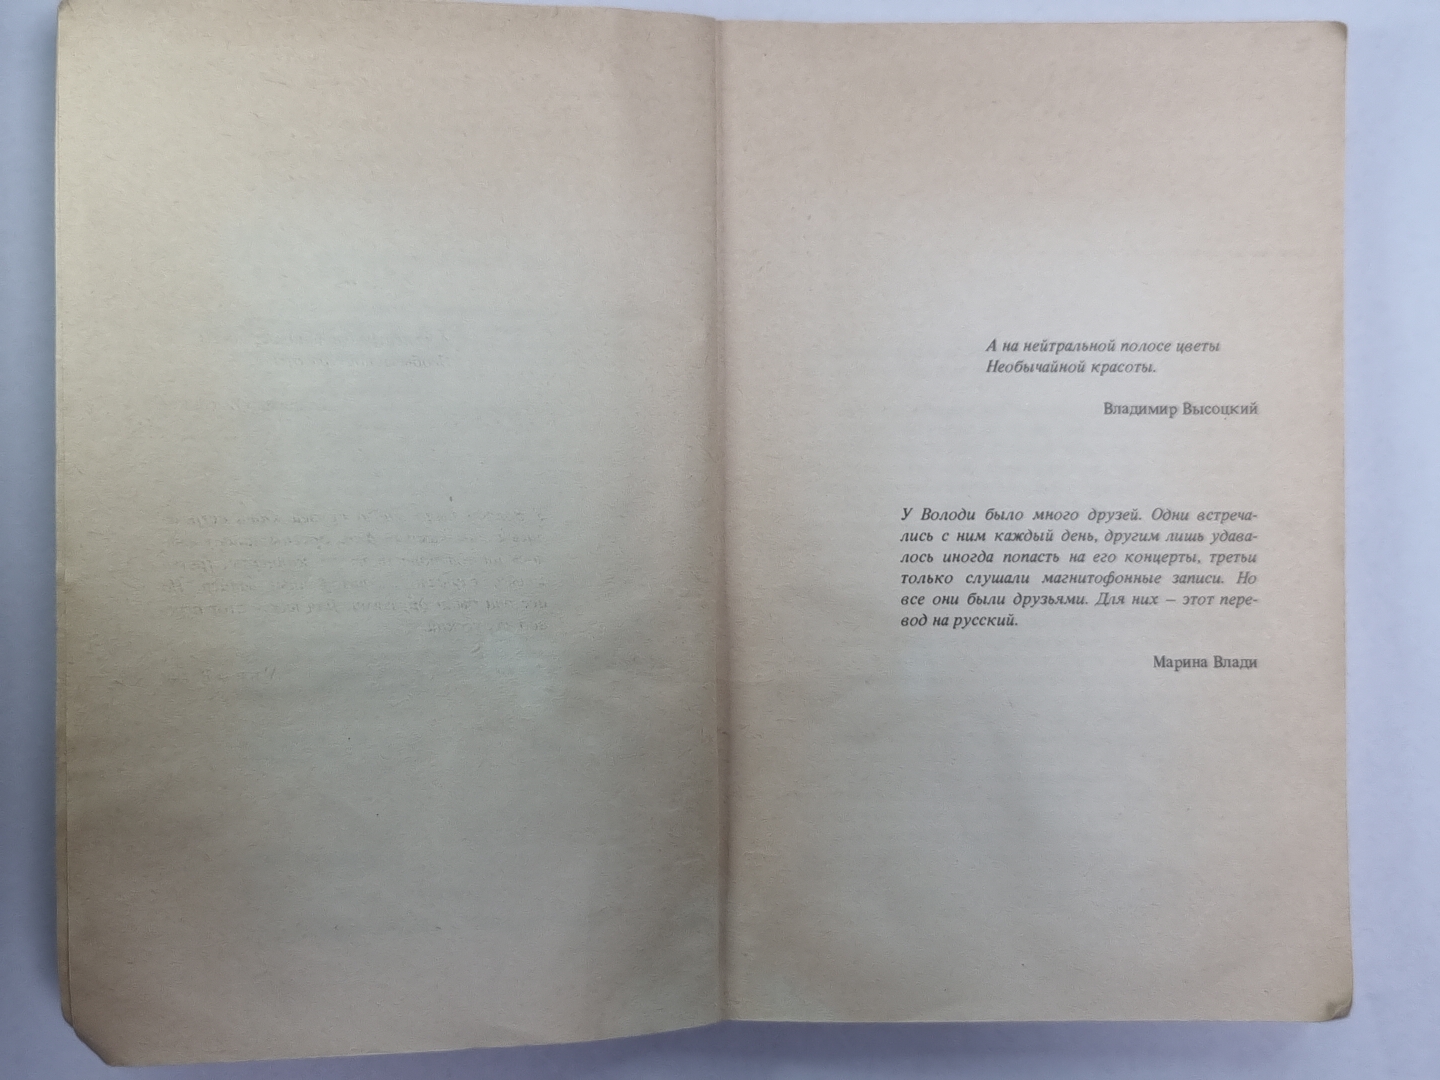 А на нейтральной полосе цветы
Необычайной красоты.
Владимир Высоцкий
У Володи было много друзей. Одни встреча-
лись с ним каждый день, другим лишь удава-
лось иногда попасть на его концерты, третьи
только слушали магнитофонные записи. Но
все они были друзьями. Для них – этот пере-
вод на русский.
Марина Влади